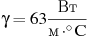 γ = 63 Вт / м·°С